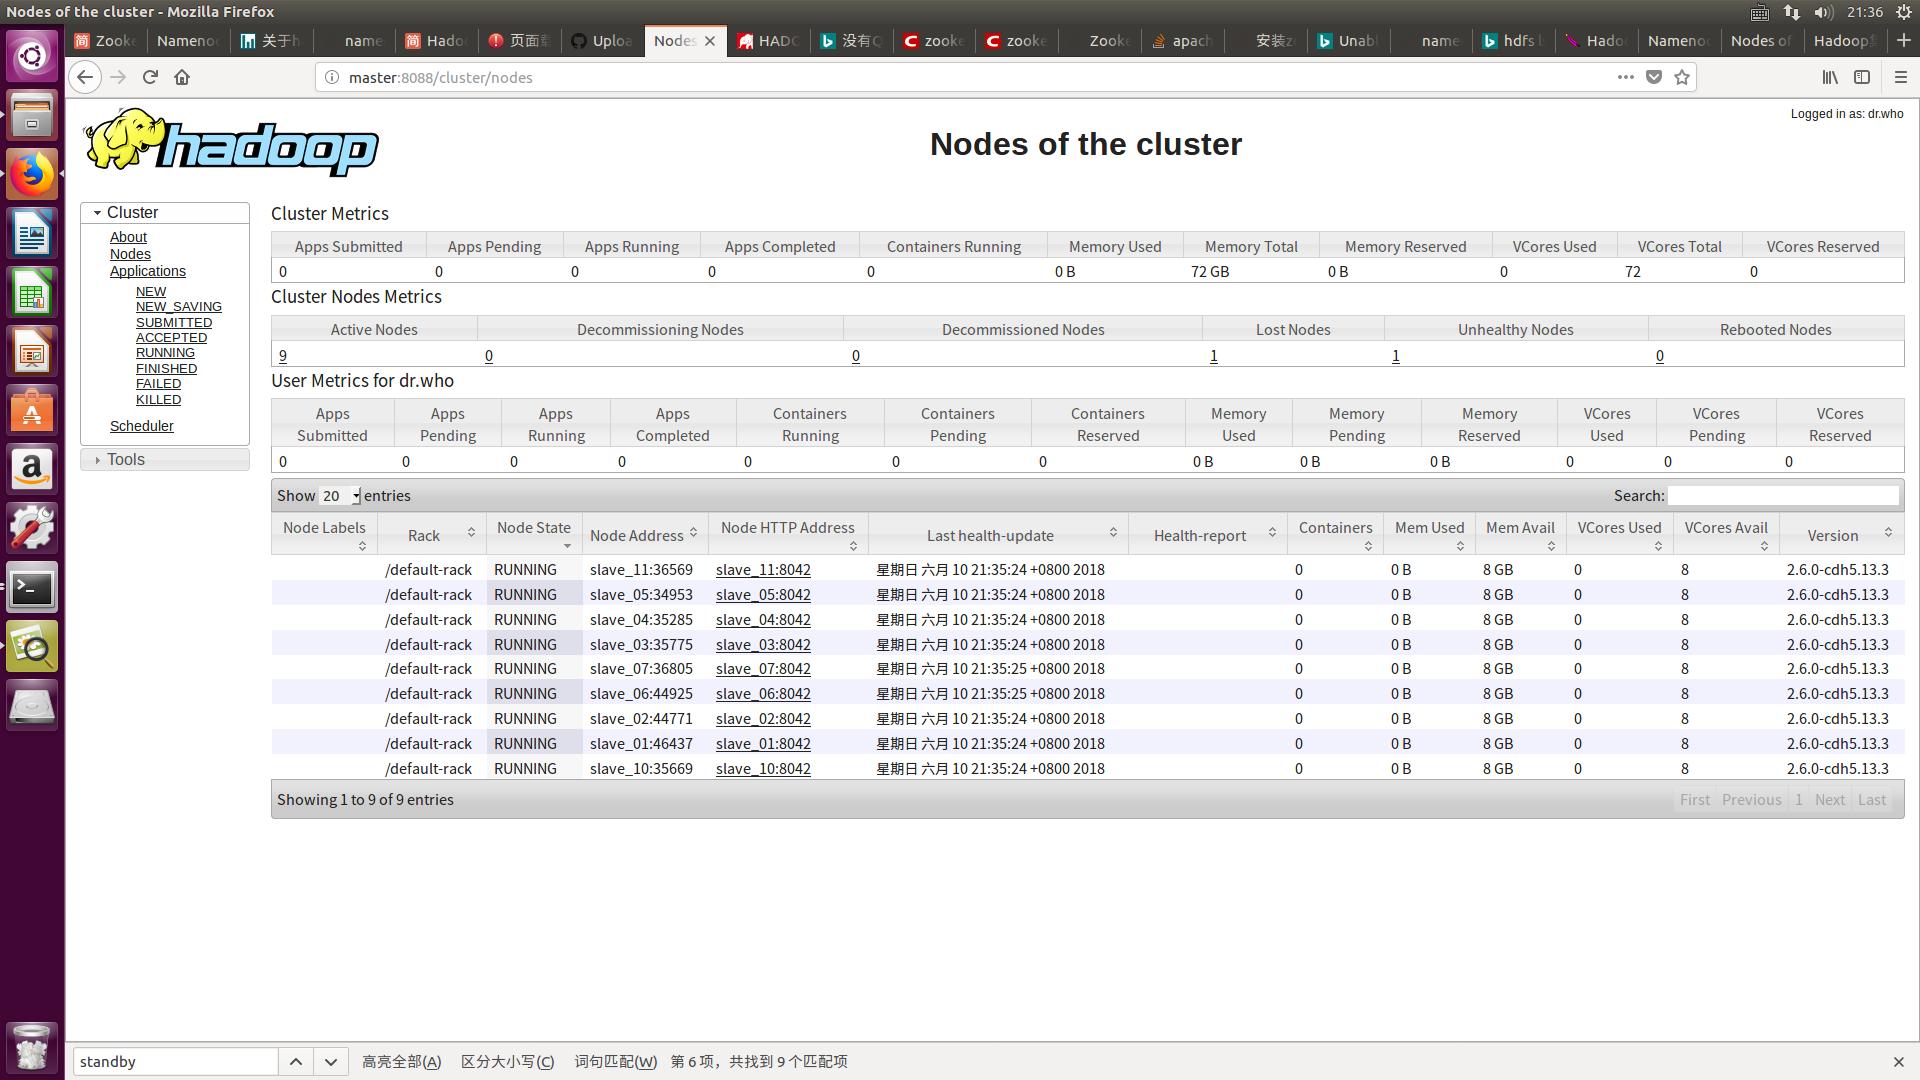 Nodes of the cluster - Mozilla Firefox
21:36
Zooke
Nameno
关于h
name
Hado
页面载
Uploa
Nodes
HADO
没有Q
zooke
zooke
Zooke
apach
安装z
Unabl
name
hdfs
Hado
Nameno
Nodes of
Hadoop
master:8088/cluster/nodes
hadoop
Nodes of the cluster
Logged in as: dr.who
Cluster
About
Nodes
Applications
NEW
NEW_SAVING
SUBMITTED
ACCEPTED
RUNNING
FINISHED
FAILED
KILLED
Scheduler
Tools
Cluster Metrics
Apps Submitted Apps Pending Apps Running Apps Completed Containers Running Memory Used Memory Total Memory Reserved VCores Used VCores Total VCores Reserved
0 0 0 0 0 0 B 72 GB 0 B 0 72 0
Cluster Nodes Metrics
Active Nodes Decommissioning Nodes Decommissioned Nodes Lost Nodes Unhealthy Nodes Rebooted Nodes
9 0 0 1 1 0
User Metrics for dr.who
Apps Submitted Apps Pending Apps Running Apps Completed Containers Running Containers Pending Containers Reserved Memory Used Memory Pending Memory Reserved VCores Used VCores Pending VCores Reserved
0 0 0 0 0 0 0 0 B 0 B 0 B 0 0 0
Show 20 entries Search:
Node Labels Rack Node State Node Address Node HTTP Address Last health-update Health-report Containers Mem Used Mem Avail VCores Used VCores Avail Version
/default-rack RUNNING slave_11:36569 slave_11:8042 星期日 六月 10 21:35:24 +0800 2018 0 0 B 8 GB 0 8 2.6.0-cdh5.13.3
/default-rack RUNNING slave_05:34953 slave_05:8042 星期日 六月 10 21:35:24 +0800 2018 0 0 B 8 GB 0 8 2.6.0-cdh5.13.3
/default-rack RUNNING slave_04:35285 slave_04:8042 星期日 六月 10 21:35:24 +0800 2018 0 0 B 8 GB 0 8 2.6.0-cdh5.13.3
/default-rack RUNNING slave_03:35775 slave_03:8042 星期日 六月 10 21:35:24 +0800 2018 0 0 B 8 GB 0 8 2.6.0-cdh5.13.3
/default-rack RUNNING slave_07:36805 slave_07:8042 星期日 六月 10 21:35:25 +0800 2018 0 0 B 8 GB 0 8 2.6.0-cdh5.13.3
/default-rack RUNNING slave_06:44925 slave_06:8042 星期日 六月 10 21:35:25 +0800 2018 0 0 B 8 GB 0 8 2.6.0-cdh5.13.3
/default-rack RUNNING slave_02:44771 slave_02:8042 星期日 六月 10 21:35:24 +0800 2018 0 0 B 8 GB 0 8 2.6.0-cdh5.13.3
/default-rack RUNNING slave_01:46437 slave_01:8042 星期日 六月 10 21:35:24 +0800 2018 0 0 B 8 GB 0 8 2.6.0-cdh5.13.3
/default-rack RUNNING slave_10:35669 slave_10:8042 星期日 六月 10 21:35:24 +0800 2018 0 0 B 8 GB 0 8 2.6.0-cdh5.13.3
Showing 1 to 9 of 9 entries First Previous 1 Next Last
standby 高亮全部(A) 区分大小写(C) 词句匹配(W) 第 6 项，共找到 9 个匹配项